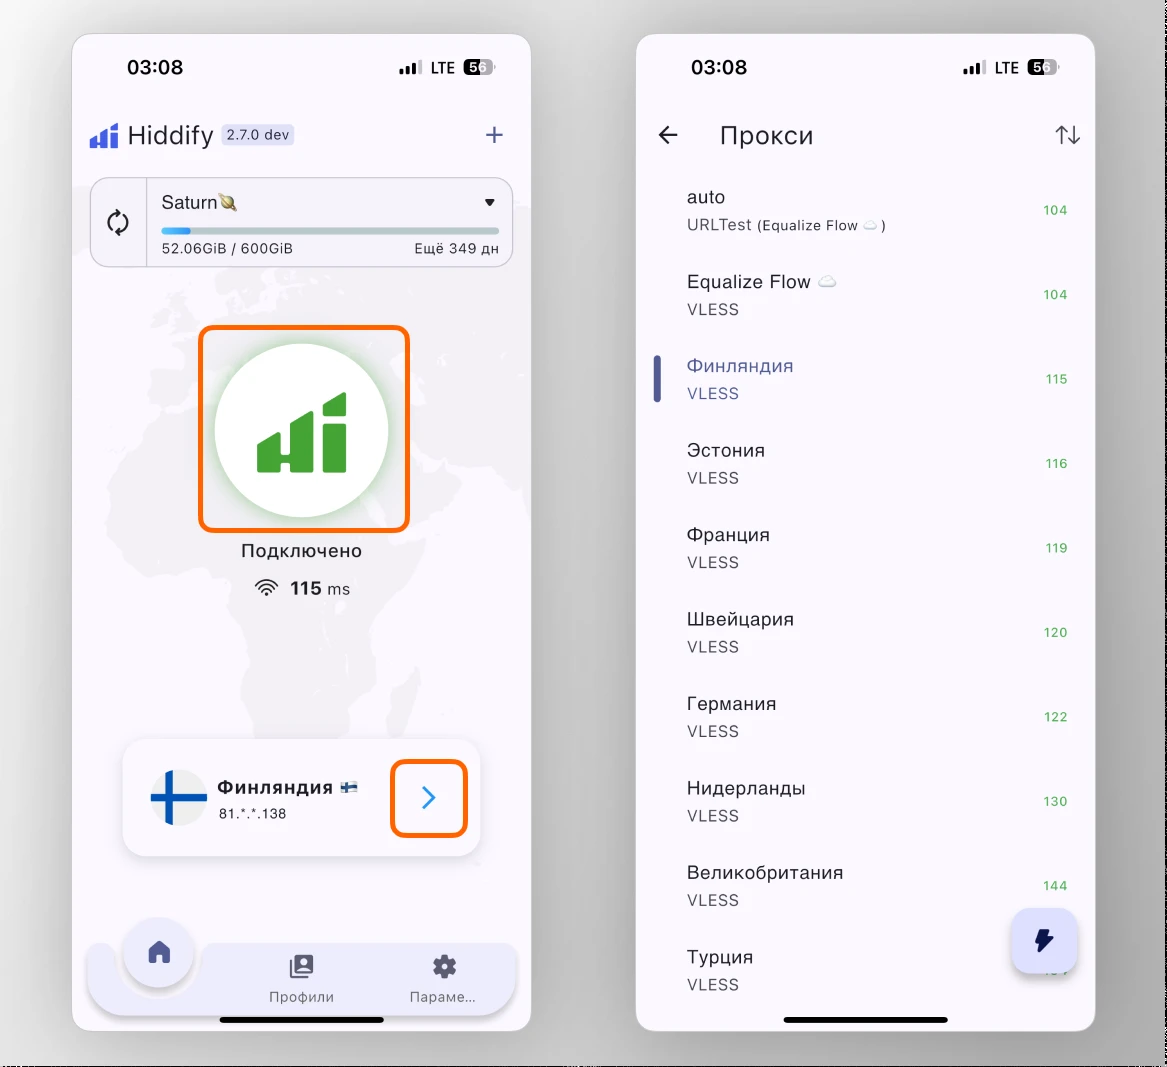 03:08
LTE 56
Hiddify 2.7.0 dev
Saturn🪐
52.06GiB / 600GiB
Ещё 349 дн
Подключено
115 ms
Финляндия 🇫🇮
81.*.*.138
Профили
Параме...
03:08
LTE 56
Прокси
auto
URLTest (Equalize Flow ☁️ )
104
Equalize Flow ☁️
VLESS
104
Финляндия
VLESS
115
Эстония
VLESS
116
Франция
VLESS
119
Швейцария
VLESS
120
Германия
VLESS
122
Нидерланды
VLESS
130
Великобритания
VLESS
144
Турция
VLESS